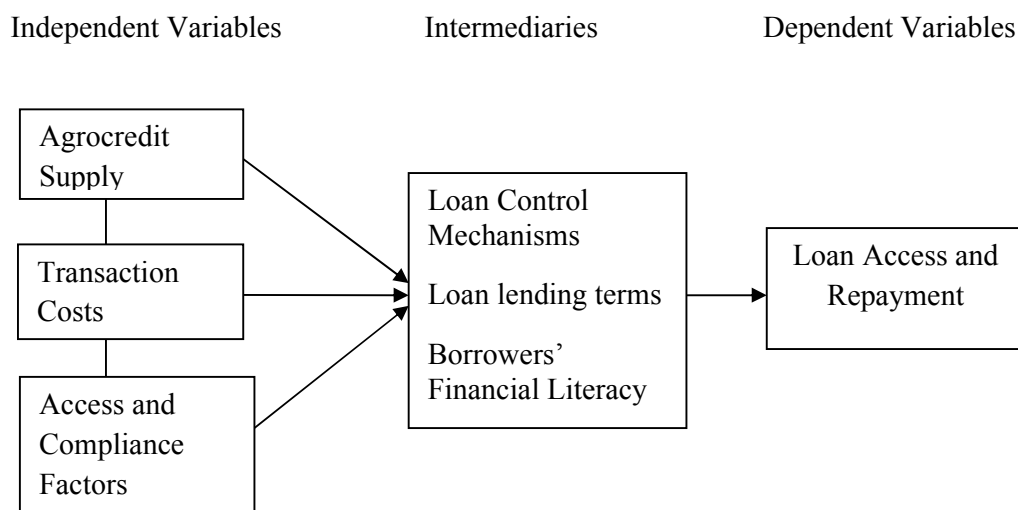 Independent Variables
Intermediaries
Dependent Variables
Agrocredit
Supply
Transaction
Costs
Access and
Compliance
Factors
Loan Control
Mechanisms
Loan lending terms
Borrowers’
Financial Literacy
Loan Access and
Repayment